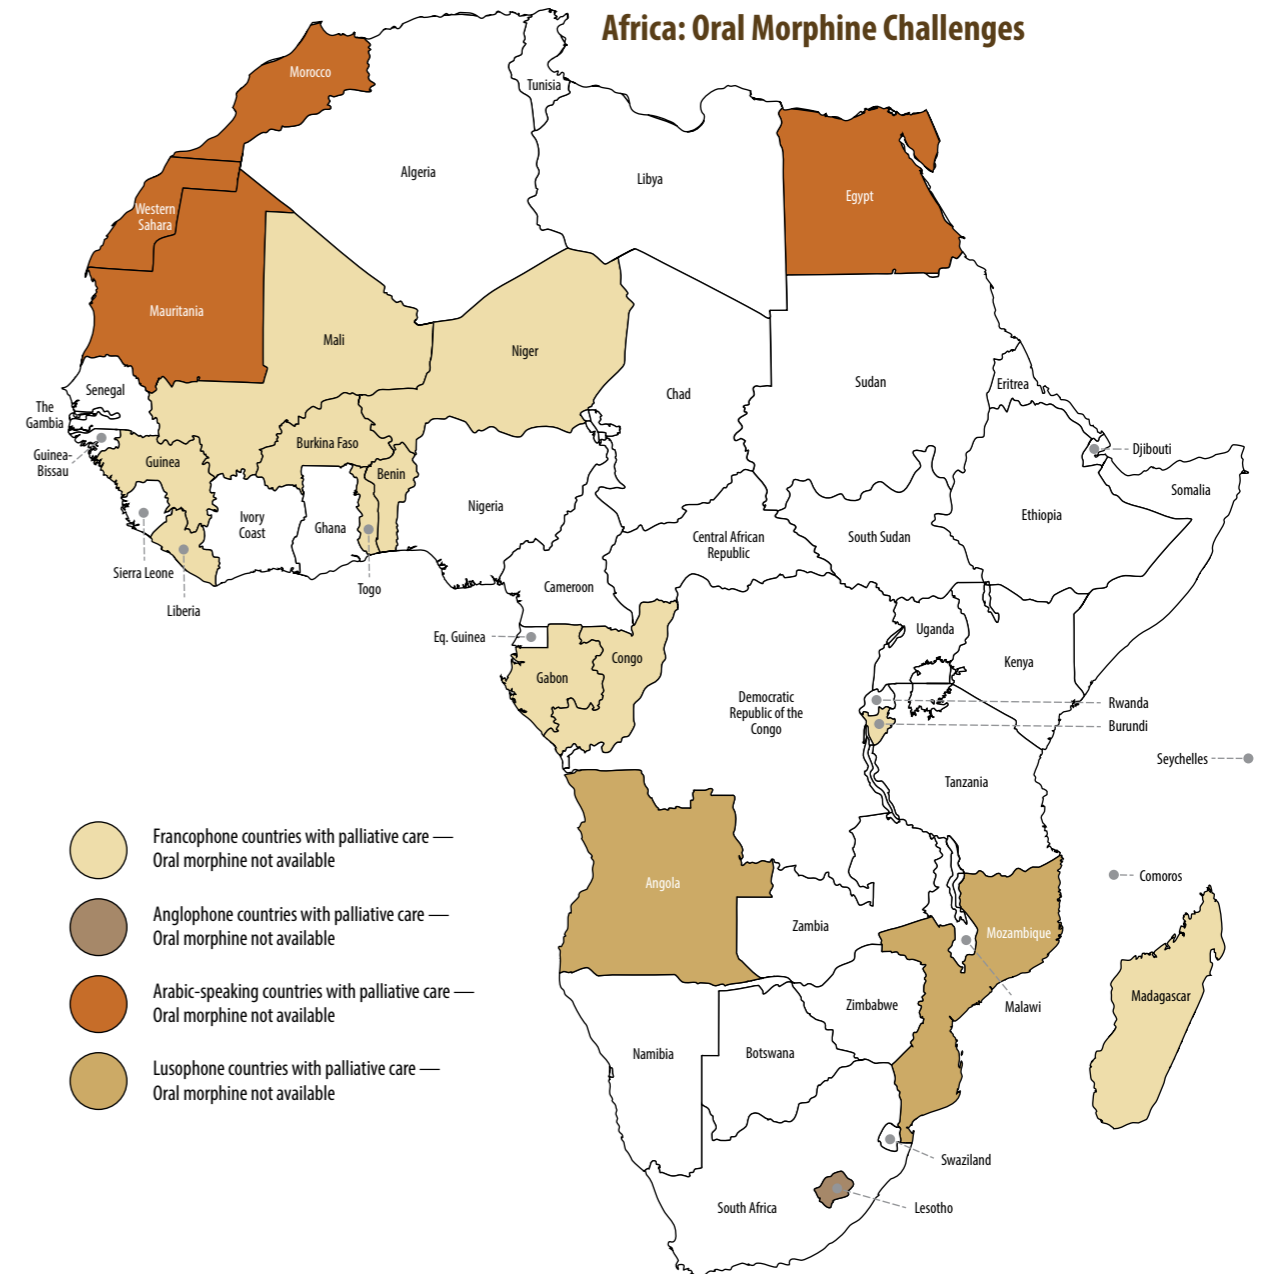 Africa: Oral Morphine Challenges
Morocco
Tunisia
Algeria
Libya
Egypt
Western
Sahara
Mauritania
Mali
Niger
Chad
Sudan
Eritrea
Senegal
The
Gambia
Guinea-
Bissau
Guinea
Burkina Faso
Benin
Djibouti
Somalia
Nigeria
Ivory
Coast
Ghana
Ethiopia
Central African
Republic
South Sudan
Sierra Leone
Togo
Liberia
Cameroon
Eq. Guinea
Uganda
Congo
Kenya
Gabon
Democratic
Republic of the
Congo
Rwanda
Burundi
Seychelles
Tanzania
Comoros
Angola
Zambia
Mozambique
Malawi
Madagascar
Zimbabwe
Namibia
Botswana
Swaziland
South Africa
Lesotho
Francophone countries with palliative care —
Oral morphine not available
Anglophone countries with palliative care —
Oral morphine not available
Arabic-speaking countries with palliative care —
Oral morphine not available
Lusophone countries with palliative care —
Oral morphine not available